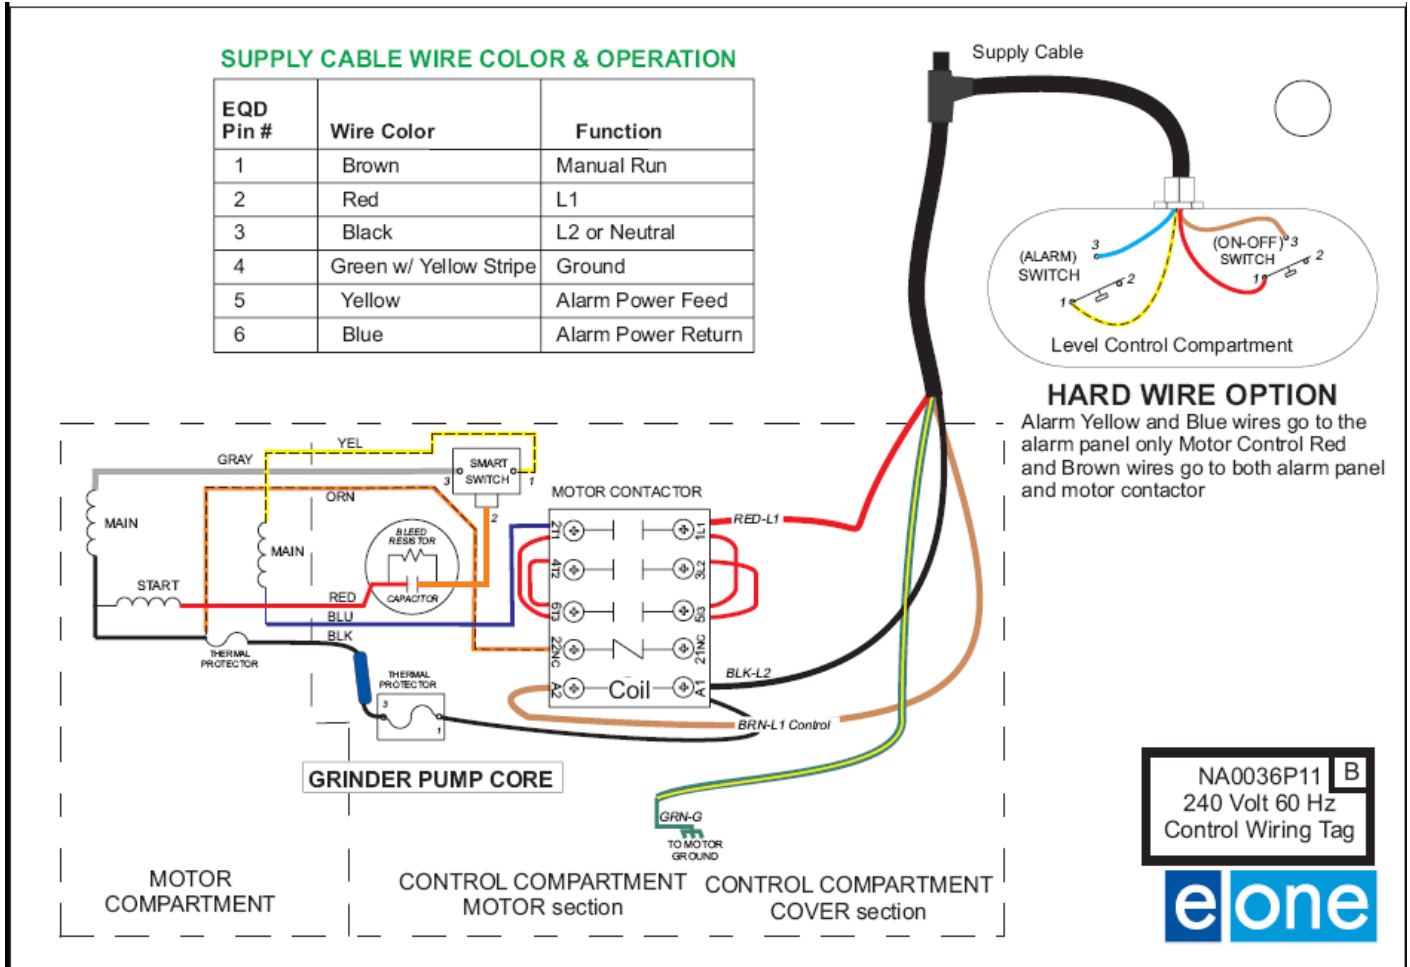 Supply Cable
SUPPLY CABLE WIRE COLOR & OPERATION
EQD
Pin # Wire Color Function
1 Brown Manual Run
2 Red L1
3 Black L2 or Neutral
4 Green w/ Yellow Stripe Ground
5 Yellow Alarm Power Feed
6 Blue Alarm Power Return
3
(ALARM)
SWITCH
1
2
(ON-OFF)
SWITCH
3
2
1
Level Control Compartment
HARD WIRE OPTION
Alarm Yellow and Blue wires go to the
alarm panel only Motor Control Red
and Brown wires go to both alarm panel
and motor contactor
YEL
GRAY
ORN
SMART
SWITCH
3
1
2
MAIN
MAIN
START
BLEED
RESISTOR
CAPACITOR
RED
BLU
BLK
THERMAL
PROTECTOR
THERMAL
PROTECTOR
3
1
MOTOR CONTACTOR
2T1
1L1
4T2
3L2
6T3
5l3
22NC
21NC
A2
Coil
A1
RED-L1
BLK-L2
BRN-L1 Control
GRINDER PUMP CORE
GRN-G
TO MOTOR
GROUND
MOTOR
COMPARTMENT
CONTROL COMPARTMENT
MOTOR section
CONTROL COMPARTMENT
COVER section
NA0036P11 B
240 Volt 60 Hz
Control Wiring Tag
eone